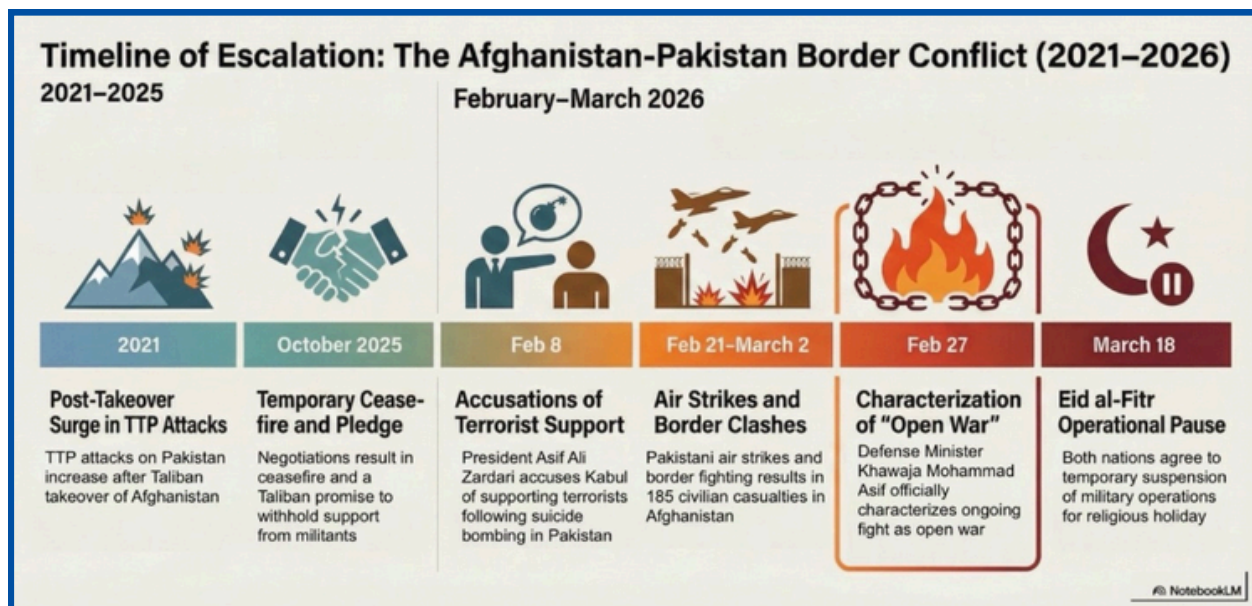 Timeline of Escalation: The Afghanistan-Pakistan Border Conflict (2021–2026)
2021–2025
February–March 2026
2021
October 2025
Feb 8
Feb 21–March 2
Feb 27
March 18
Post-Takeover
Surge in TTP Attacks
TTP attacks on Pakistan
increase after Taliban
takeover of Afghanistan
Temporary Cease-
fire and Pledge
Negotiations result in
ceasefire and a
Taliban promise to
withhold support
from militants
Accusations of
Terrorist Support
President Asif Ali
Zardari accuses Kabul
of supporting terrorists
following suicide
bombing in Pakistan
Air Strikes and
Border Clashes
Pakistani air strikes and
border fighting results in
185 civilian casualties in
Afghanistan
Characterization
of “Open War”
Defense Minister
Khawaja Mohammad
Asif officially
characterizes ongoing
fight as open war
Eid al-Fitr
Operational Pause
Both nations agree to
temporary suspension
of military operations
for religious holiday
NotebookLM